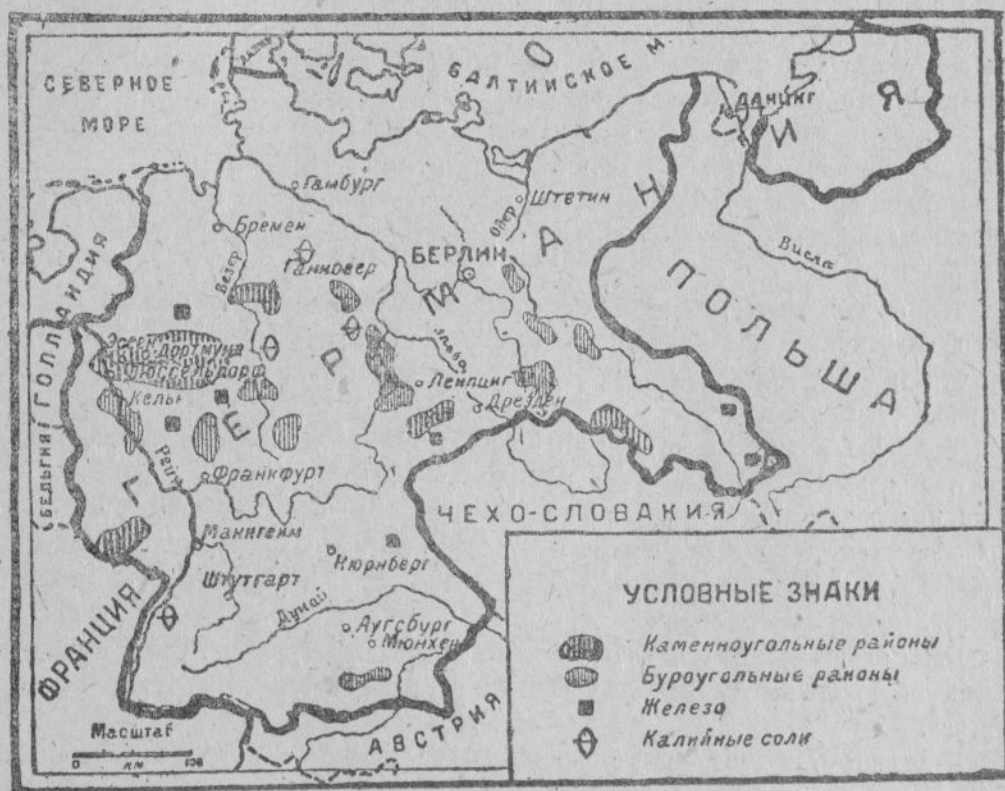 СЕВЕРНОЕ
МОРЕ
БАЛТИЙСКОЕ М.
ДАНЦИГ
ГЕРМАНИЯ
Гамбург
Штетин
Одер
Бремен
Везер
Ганновер
БЕРЛИН
Висла
ПОЛЬША
ГОЛЛАНДИЯ
Эссен
Дортмунд
Дюссельдорф
Эльба
Лейпциг
Дрезден
Кельн
БЕЛЬГИЯ
Рейн
Франкфурт
ЧЕХО-СЛОВАКИЯ
Маннгейм
Нюрнберг
Штутгарт
Дунай
Аугсбург
Мюнхен
ФРАНЦИЯ
АВСТРИЯ
Масштаб
0 КМ 100
УСЛОВНЫЕ ЗНАКИ
Каменноугольные районы
Буроугольные районы
Железо
Калийные соли